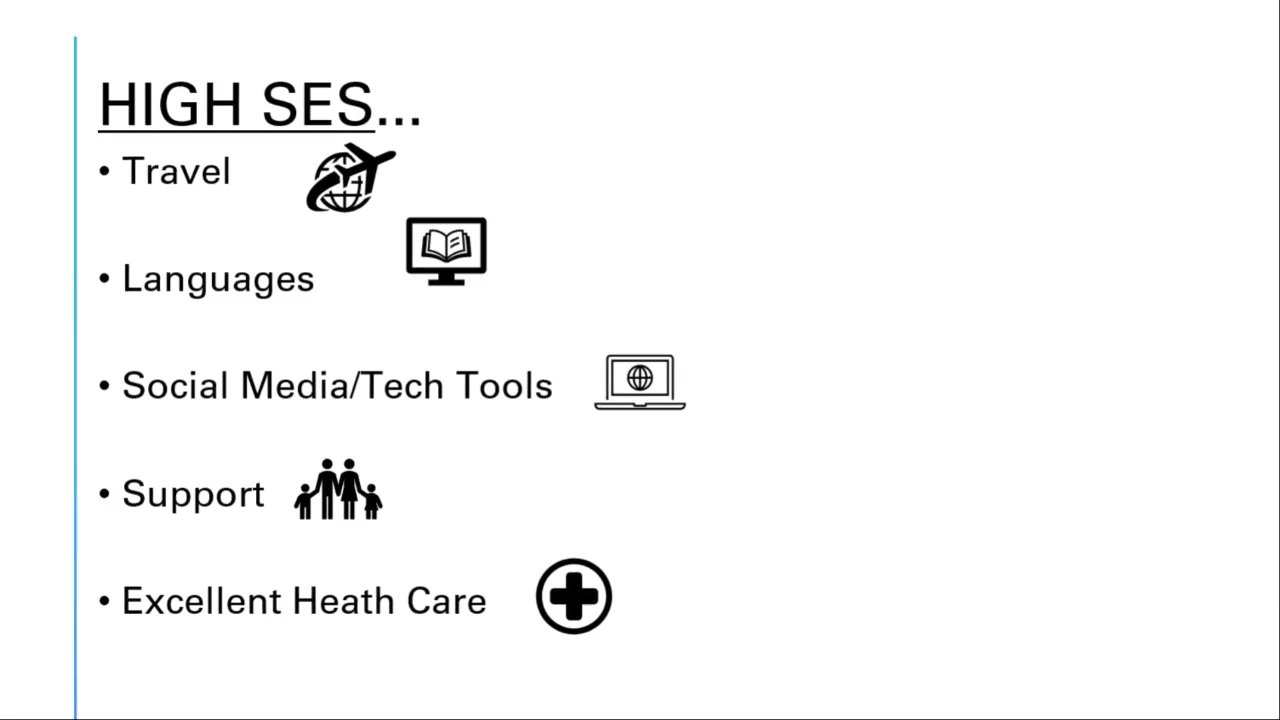 HIGH SES...
• Travel
• Languages
• Social Media/Tech Tools
• Support
• Excellent Heath Care